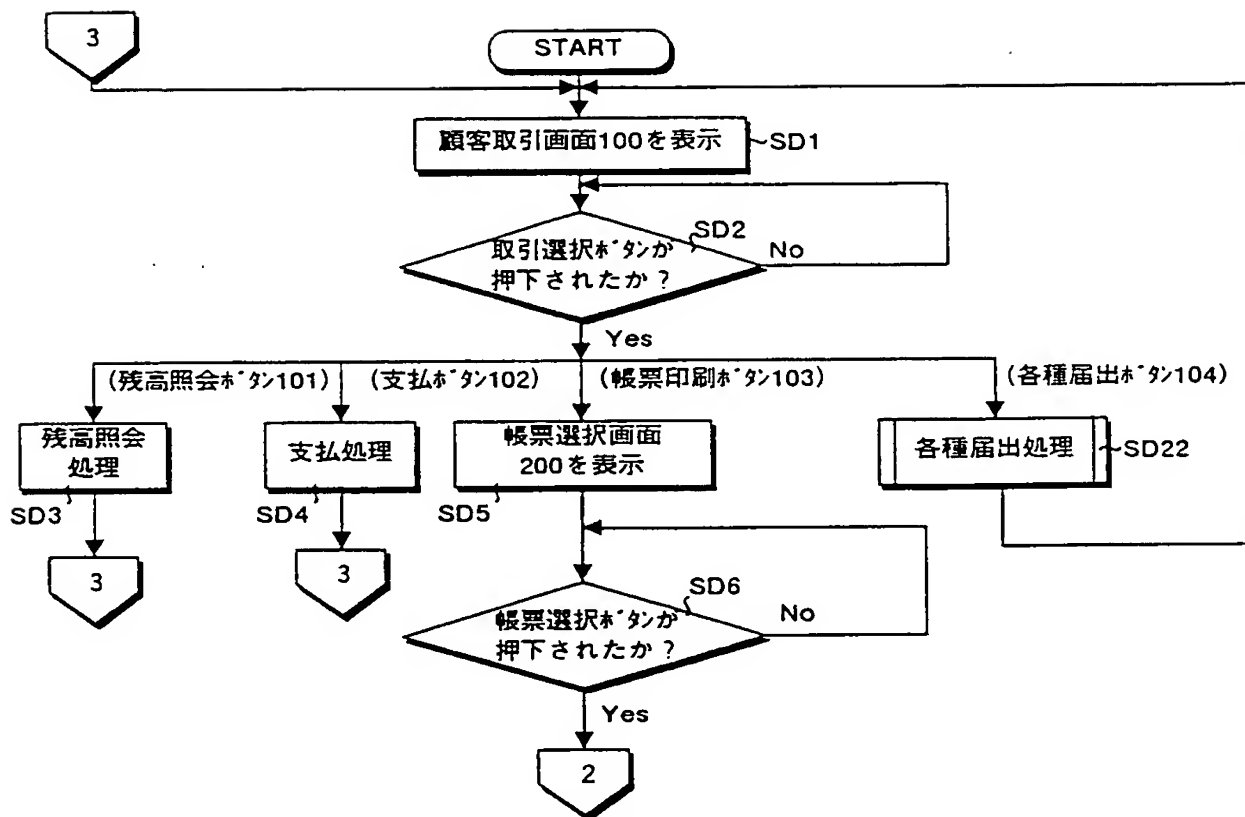 3
START
顧客取引画面100を表示
SD1
SD2
取引選択ボタンが
押下されたか？
No
Yes
(残高照会ボタン101)
(支払ボタン102)
(帳票印刷ボタン103)
(各種届出ボタン104)
残高照会
処理
支払処理
帳票選択画面
200を表示
各種届出処理
SD22
SD3
SD4
SD5
3
3
SD6
帳票選択ボタンが
押下されたか？
No
Yes
2